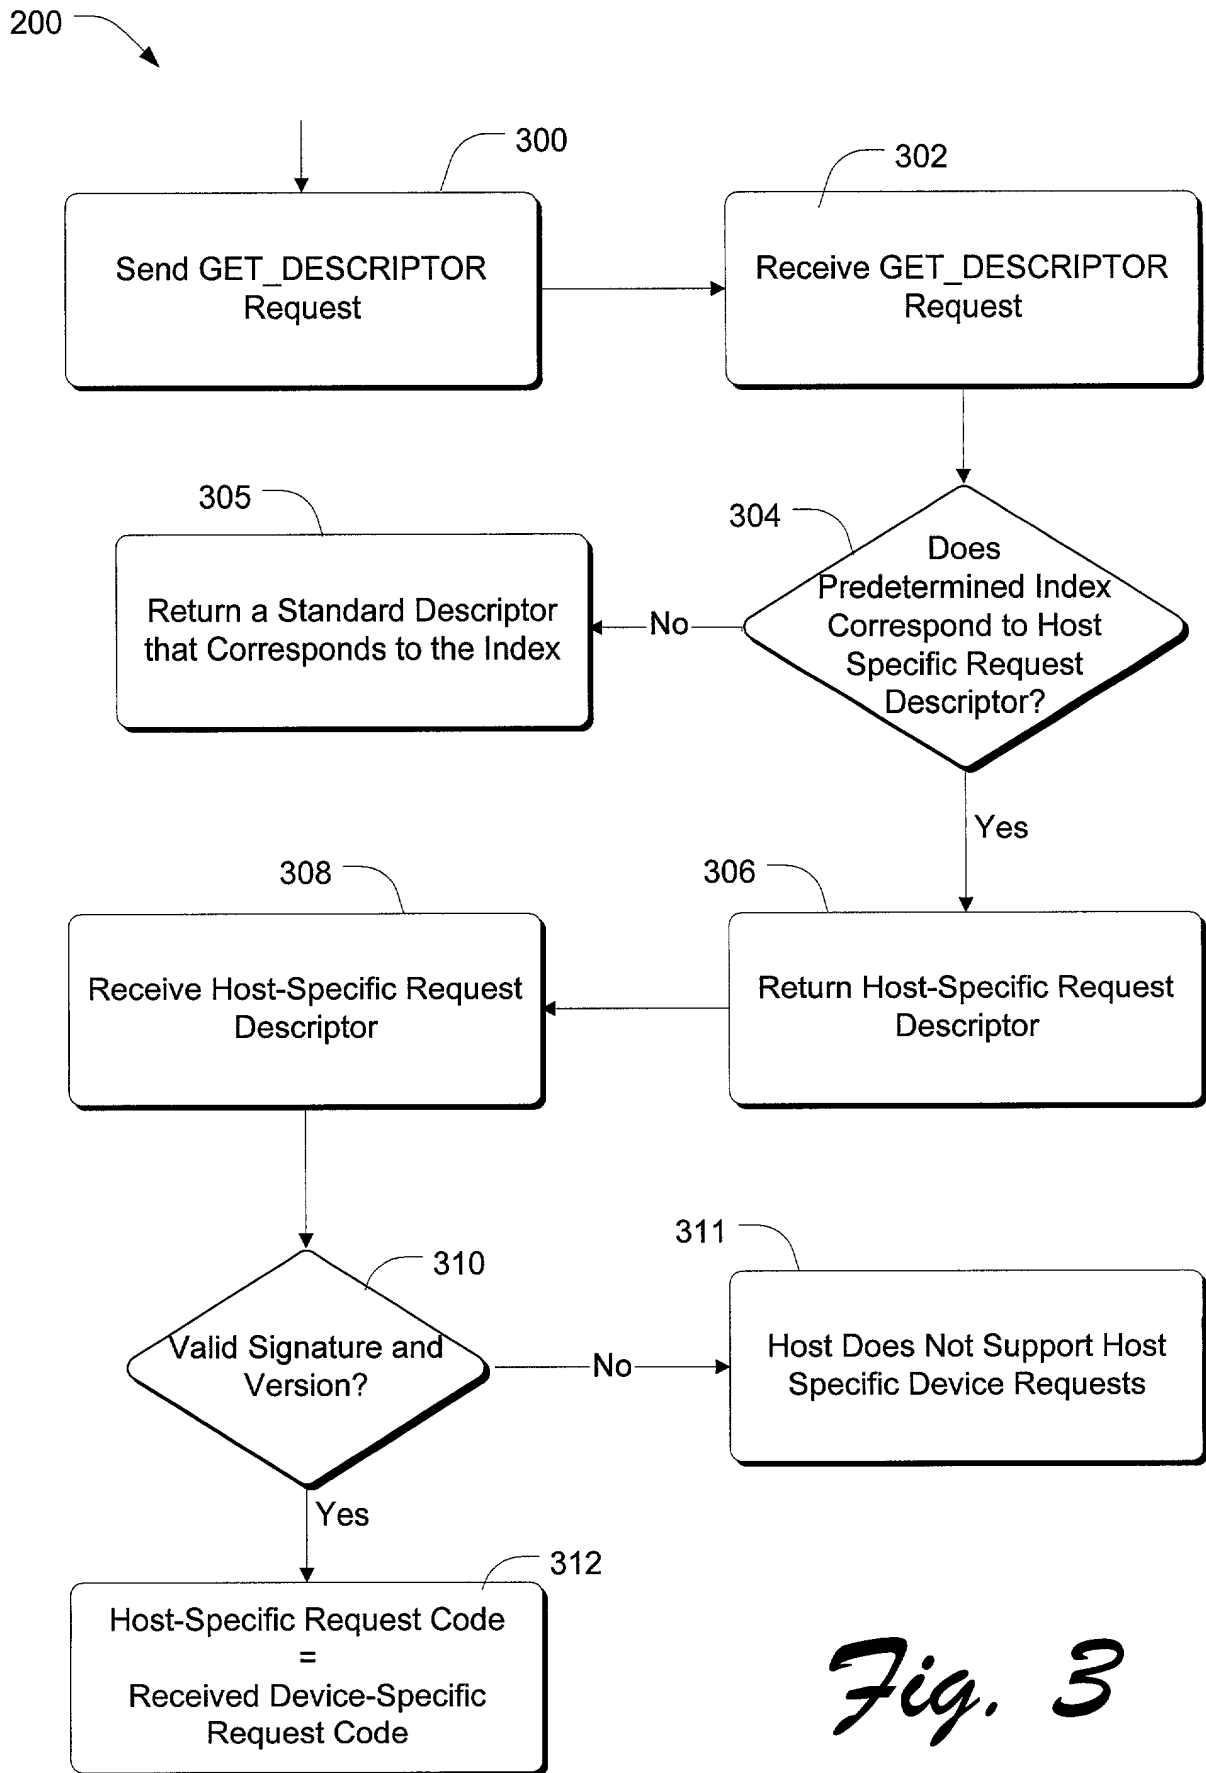 200
300
302
Send GET_DESCRIPTOR
Request
Receive GET_DESCRIPTOR
Request
305
304
Return a Standard Descriptor
that Corresponds to the Index
No
Does
Predetermined Index
Correspond to Host
Specific Request
Descriptor?
Yes
308
306
Receive Host-Specific Request
Descriptor
Return Host-Specific Request
Descriptor
310
311
Valid Signature and
Version?
No
Host Does Not Support Host
Specific Device Requests
Yes
312
Host-Specific Request Code
=
Received Device-Specific
Request Code
Fig. 3